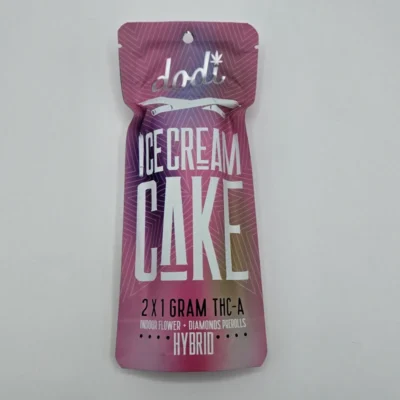 dodi
ICE CREAM
CAKE
2 X 1 GRAM THC-A
INDOOR FLOWER + DIAMONDS PREROLLS
HYBRID